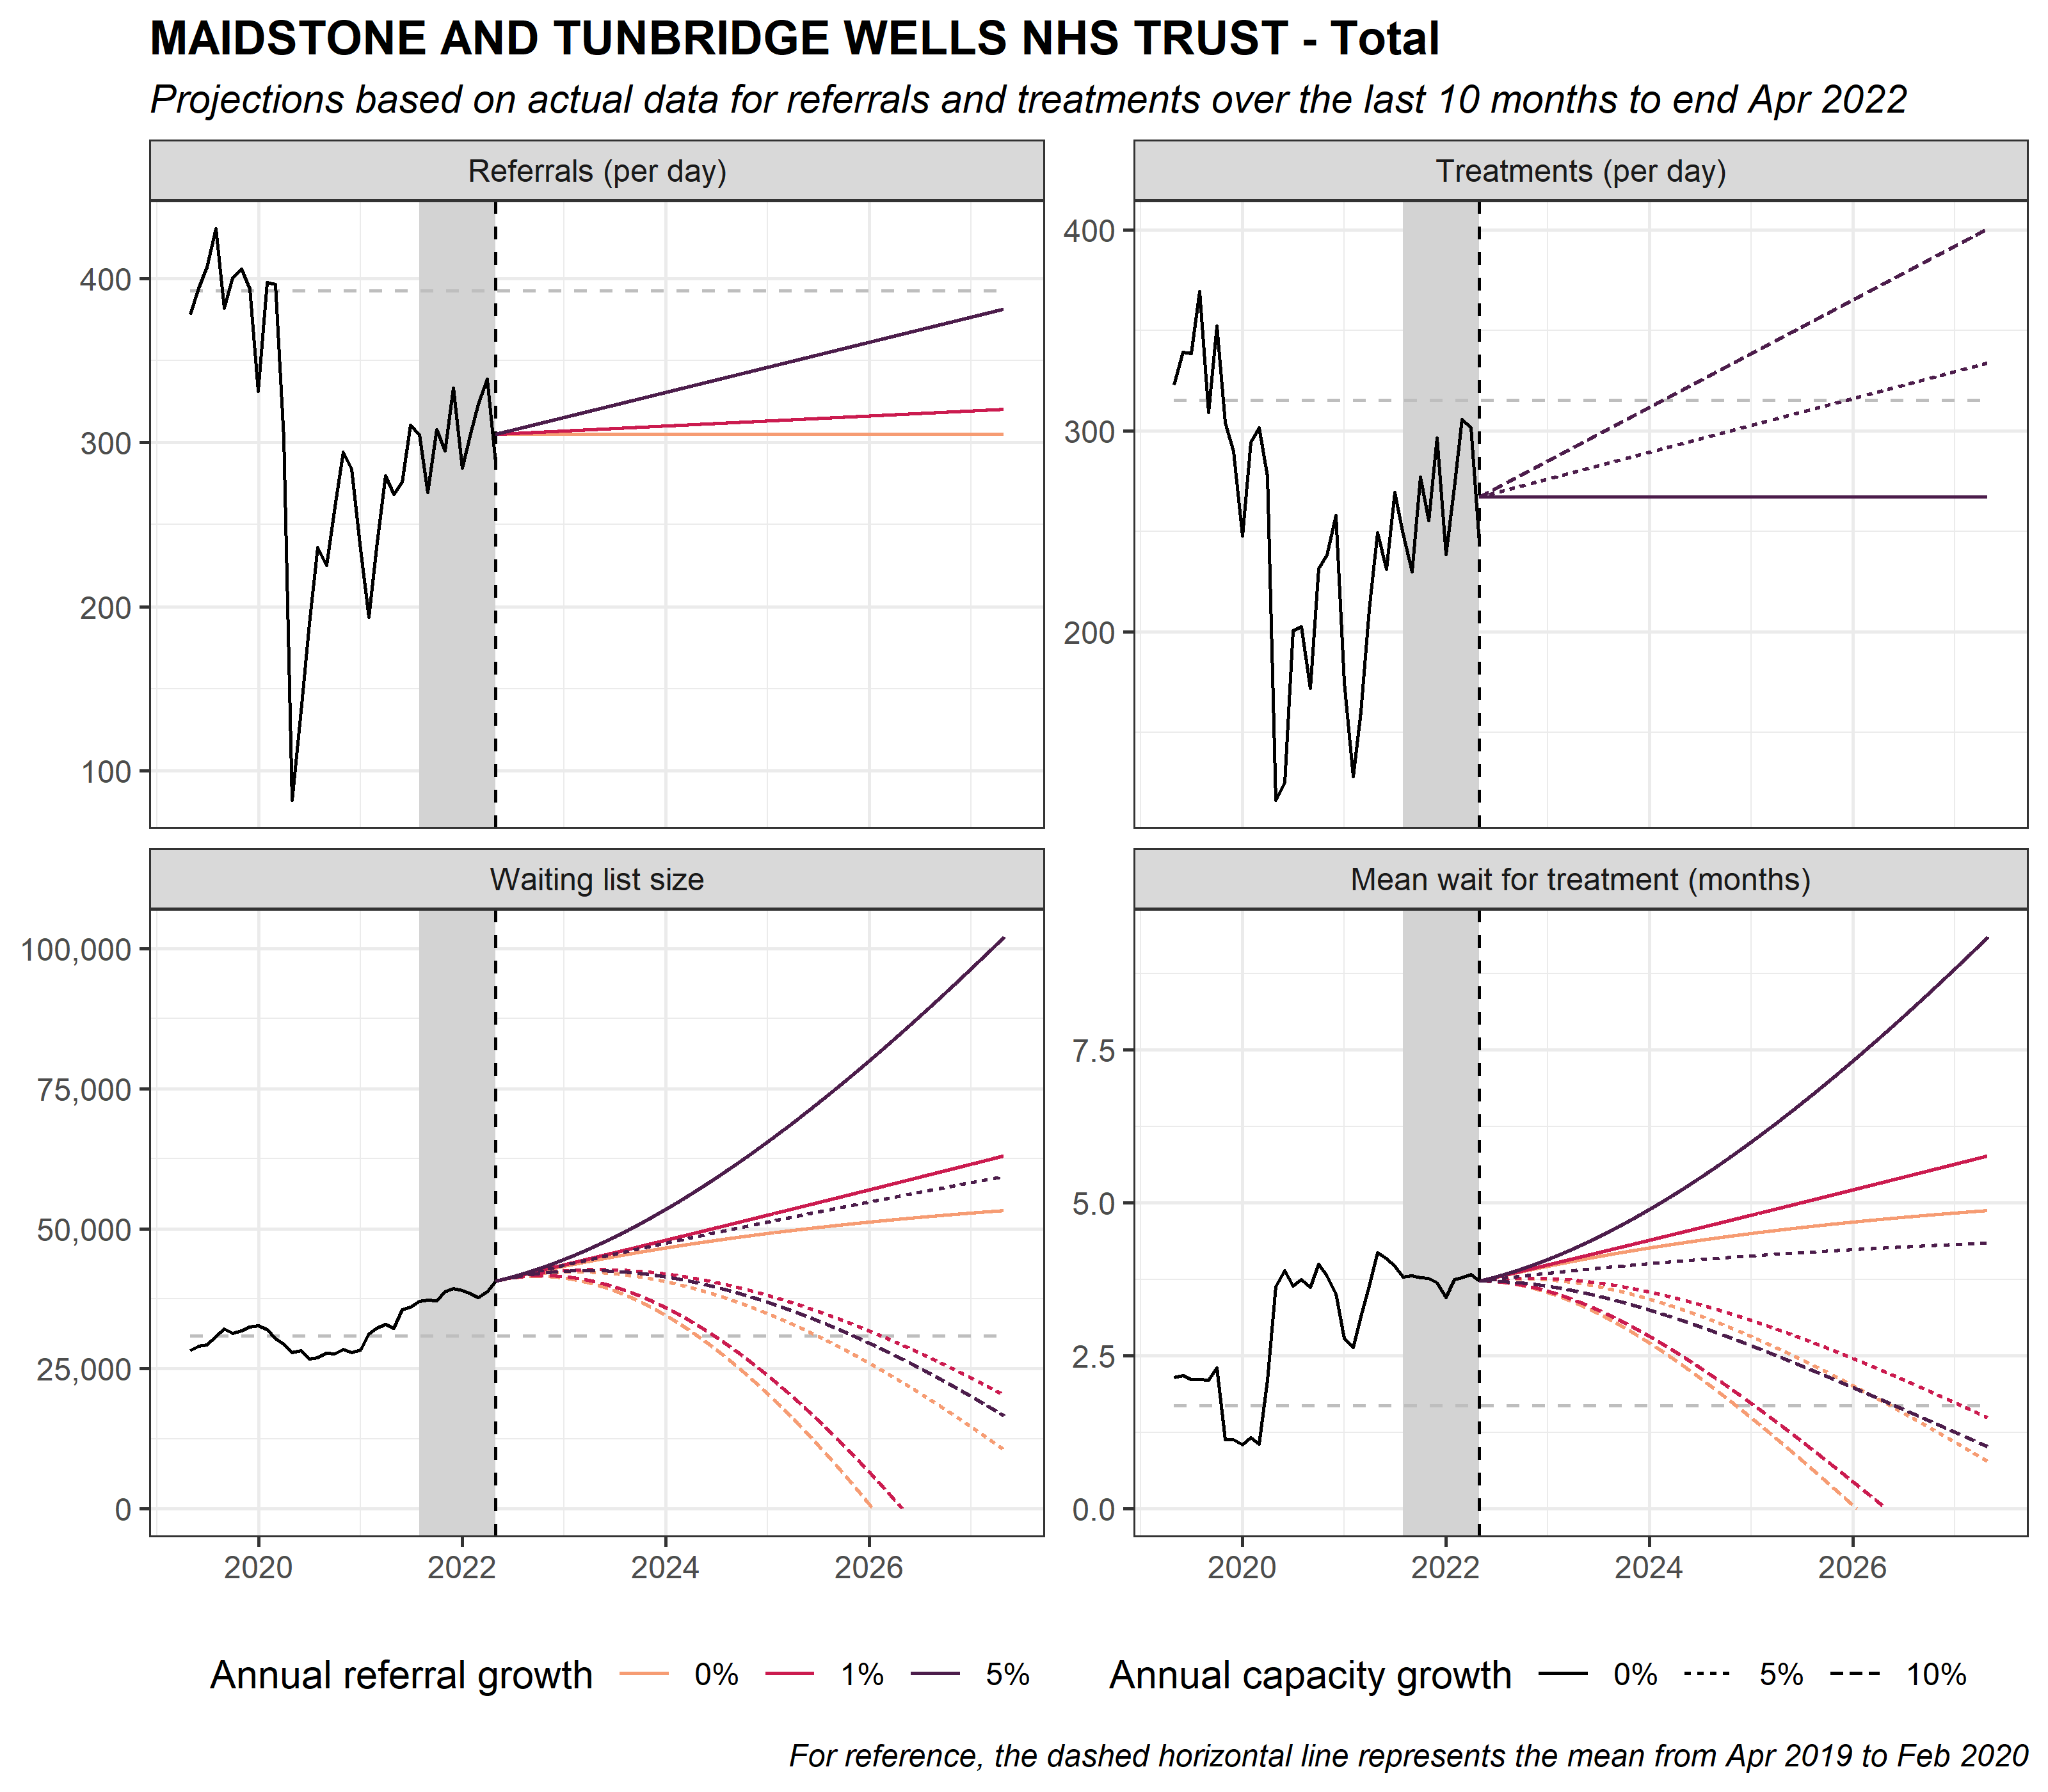 MAIDSTONE AND TUNBRIDGE WELLS NHS TRUST - Total
Projections based on actual data for referrals and treatments over the last 10 months to end Apr 2022
Referrals (per day)
400
300
200
100
Treatments (per day)
400
300
200
Waiting list size
100,000
75,000
50,000
25,000
0
2020 2022 2024 2026
Mean wait for treatment (months)
7.5
5.0
2.5
0.0
2020 2022 2024 2026
Annual referral growth 0% 1% 5%
Annual capacity growth 0% 5% 10%
For reference, the dashed horizontal line represents the mean from Apr 2019 to Feb 2020